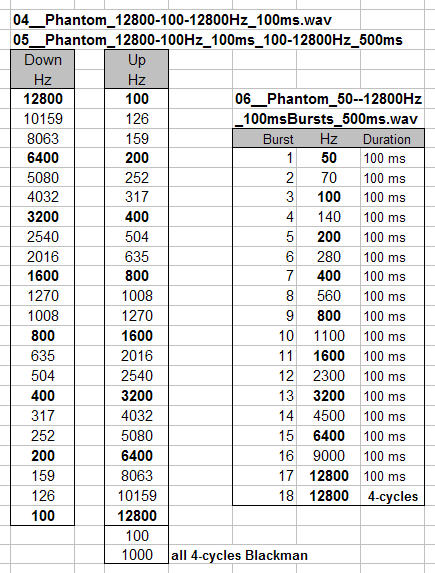 04__Phantom_12800-100-12800Hz_100ms.wav
05__Phantom_12800-100Hz_100ms_100-12800Hz_500ms
Down Up
Hz Hz
12800 100
10159 126
8063 159
6400 200
5080 252
4032 317
3200 400
2540 504
2016 635
1600 800
1270 1008
1008 1270
800 1600
635 2016
504 2540
400 3200
317 4032
252 5080
200 6400
159 8063
126 10159
100 12800
100
1000 all 4-cycles Blackman
06__Phantom_50--12800Hz
_100msBursts_500ms.wav
Burst Hz Duration
1 50 100 ms
2 70 100 ms
3 100 100 ms
4 140 100 ms
5 200 100 ms
6 280 100 ms
7 400 100 ms
8 560 100 ms
9 800 100 ms
10 1100 100 ms
11 1600 100 ms
12 2300 100 ms
13 3200 100 ms
14 4500 100 ms
15 6400 100 ms
16 9000 100 ms
17 12800 100 ms
18 12800 4-cycles